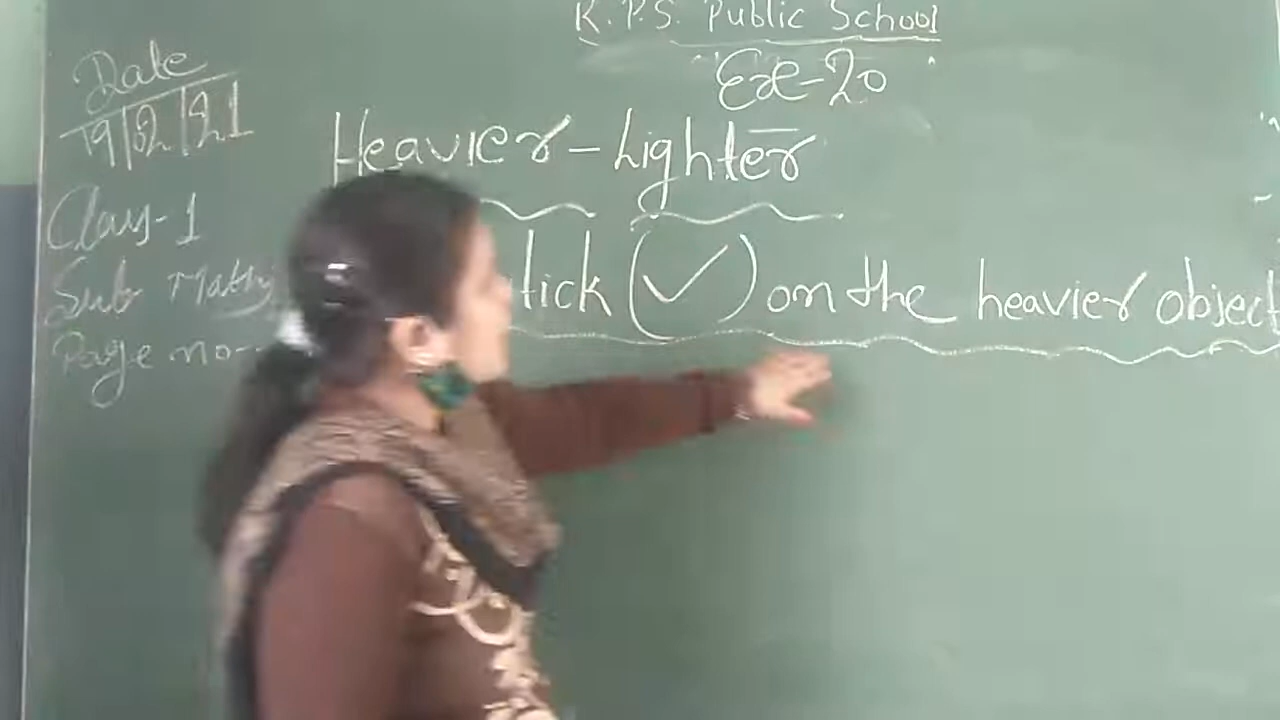 R.P.S. Public School
Exe-20
Date
19/02/21
Heavier-Lighter
Class-1
Sub Maths
Page no-
tick (✓) on the heavier object